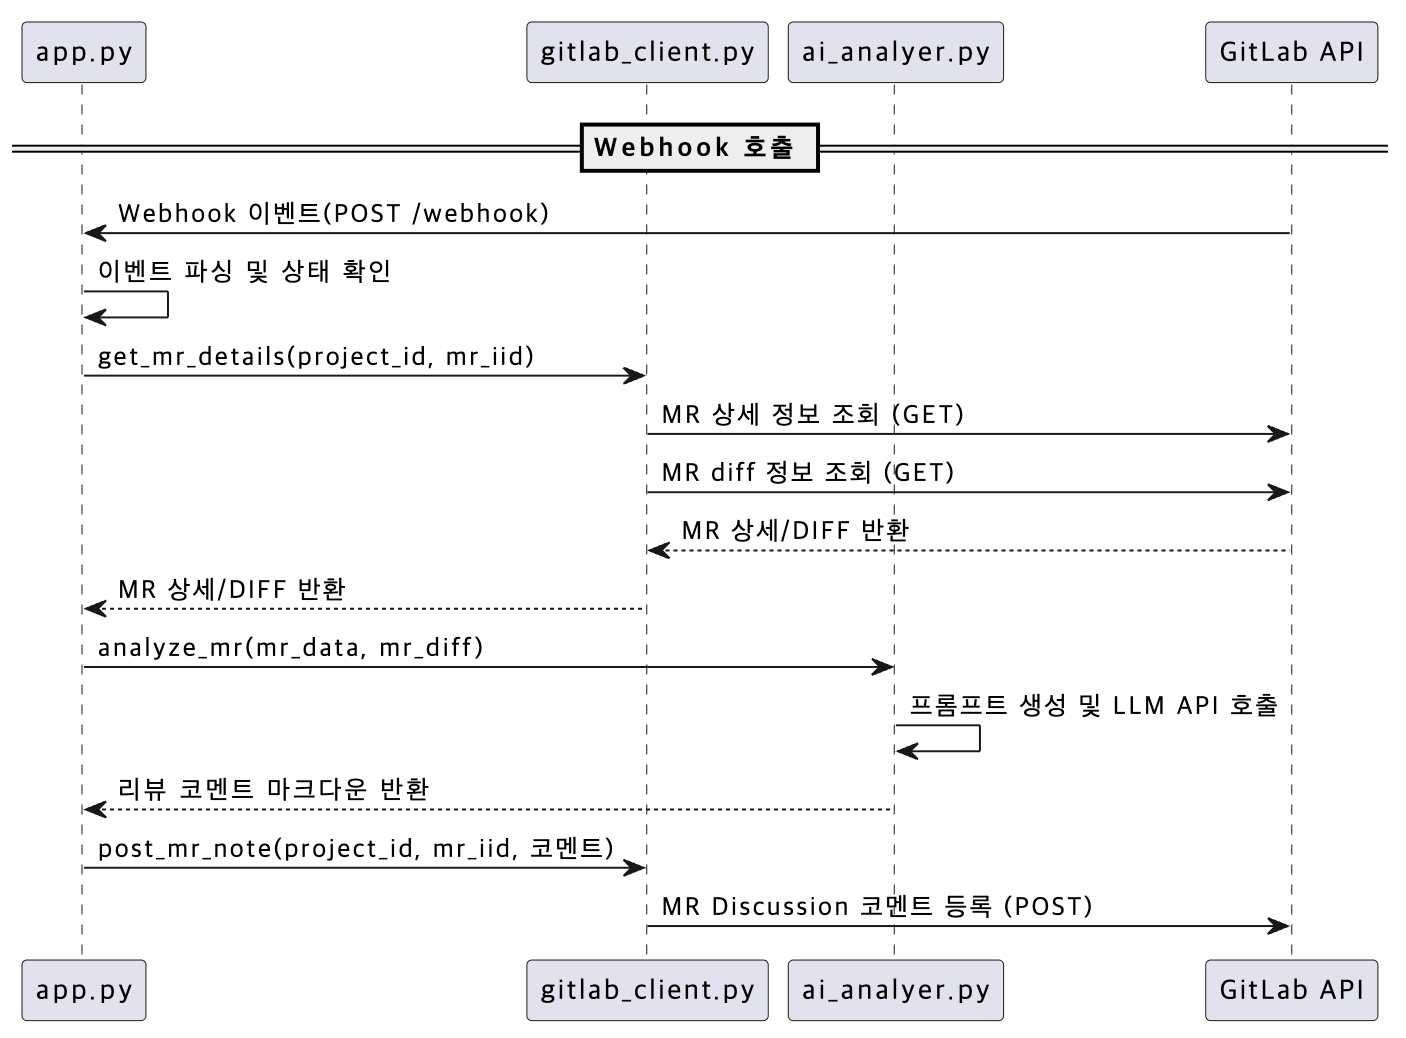 app.py
gitlab_client.py
ai_analyer.py
GitLab API
Webhook 호출
Webhook 이벤트(POST /webhook)
이벤트 파싱 및 상태 확인
get_mr_details(project_id, mr_iid)
MR 상세 정보 조회 (GET)
MR diff 정보 조회 (GET)
MR 상세/DIFF 반환
MR 상세/DIFF 반환
analyze_mr(mr_data, mr_diff)
프롬프트 생성 및 LLM API 호출
리뷰 코멘트 마크다운 반환
post_mr_note(project_id, mr_iid, 코멘트)
MR Discussion 코멘트 등록 (POST)
app.py
gitlab_client.py
ai_analyer.py
GitLab API